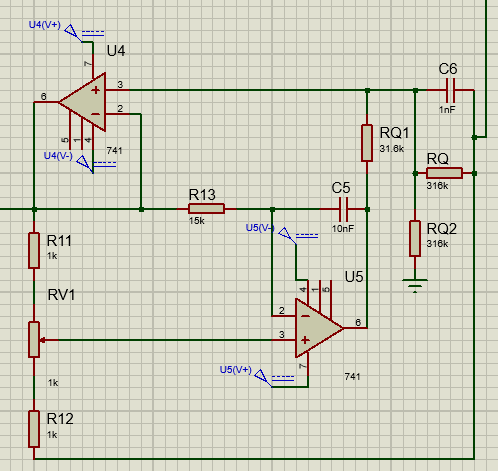 U4(V+)
U4
7
3
6
2
5
1
4
741
U4(V-)
C6
1nF
RQ1
31.6k
RQ
316k
R13
15k
C5
10nF
RQ2
316k
U5(V-)
R11
1k
U5
4
1
5
RV1
2
6
3
7
1k
U5(V+)
741
R12
1k